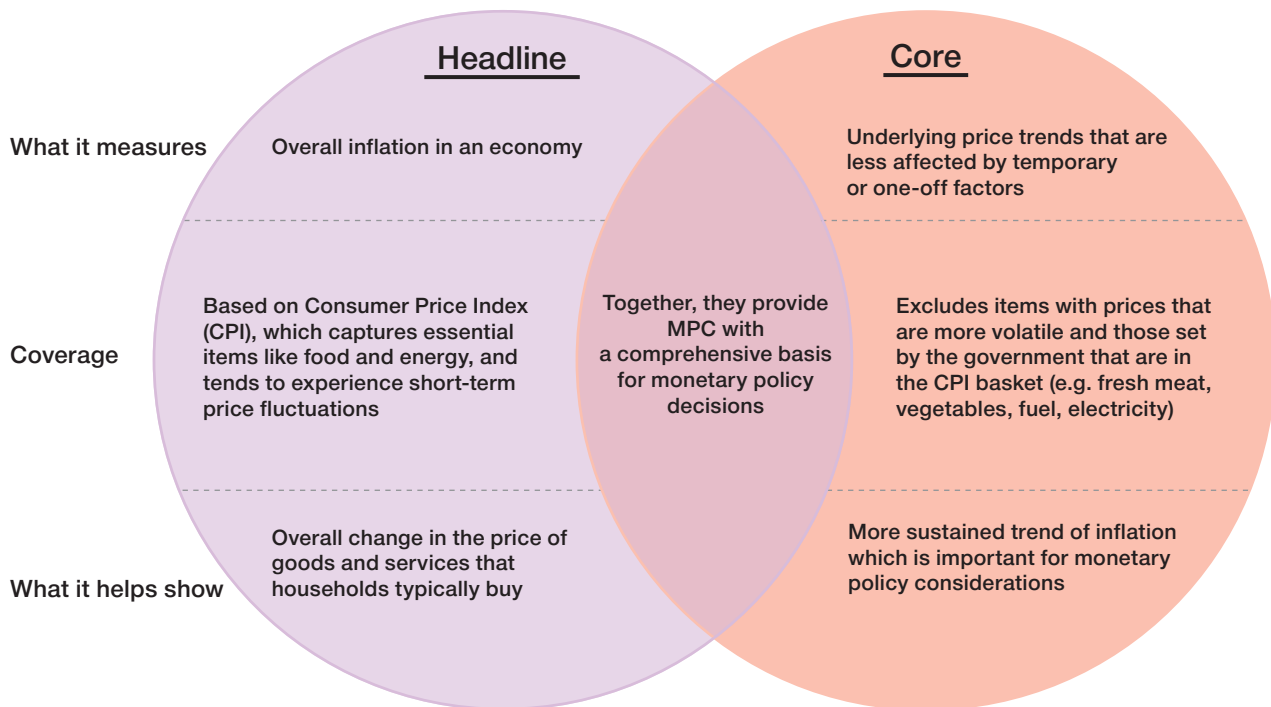 Headline
Core
What it measures
Overall inflation in an economy
Underlying price trends that are
less affected by temporary
or one-off factors
Coverage
Based on Consumer Price Index
(CPI), which captures essential
items like food and energy, and
tends to experience short-term
price fluctuations
Together, they provide
MPC with
a comprehensive basis
for monetary policy
decisions
Excludes items with prices that
are more volatile and those set
by the government that are in
the CPI basket (e.g. fresh meat,
vegetables, fuel, electricity)
What it helps show
Overall change in the price of
goods and services that
households typically buy
More sustained trend of inflation
which is important for monetary
policy considerations